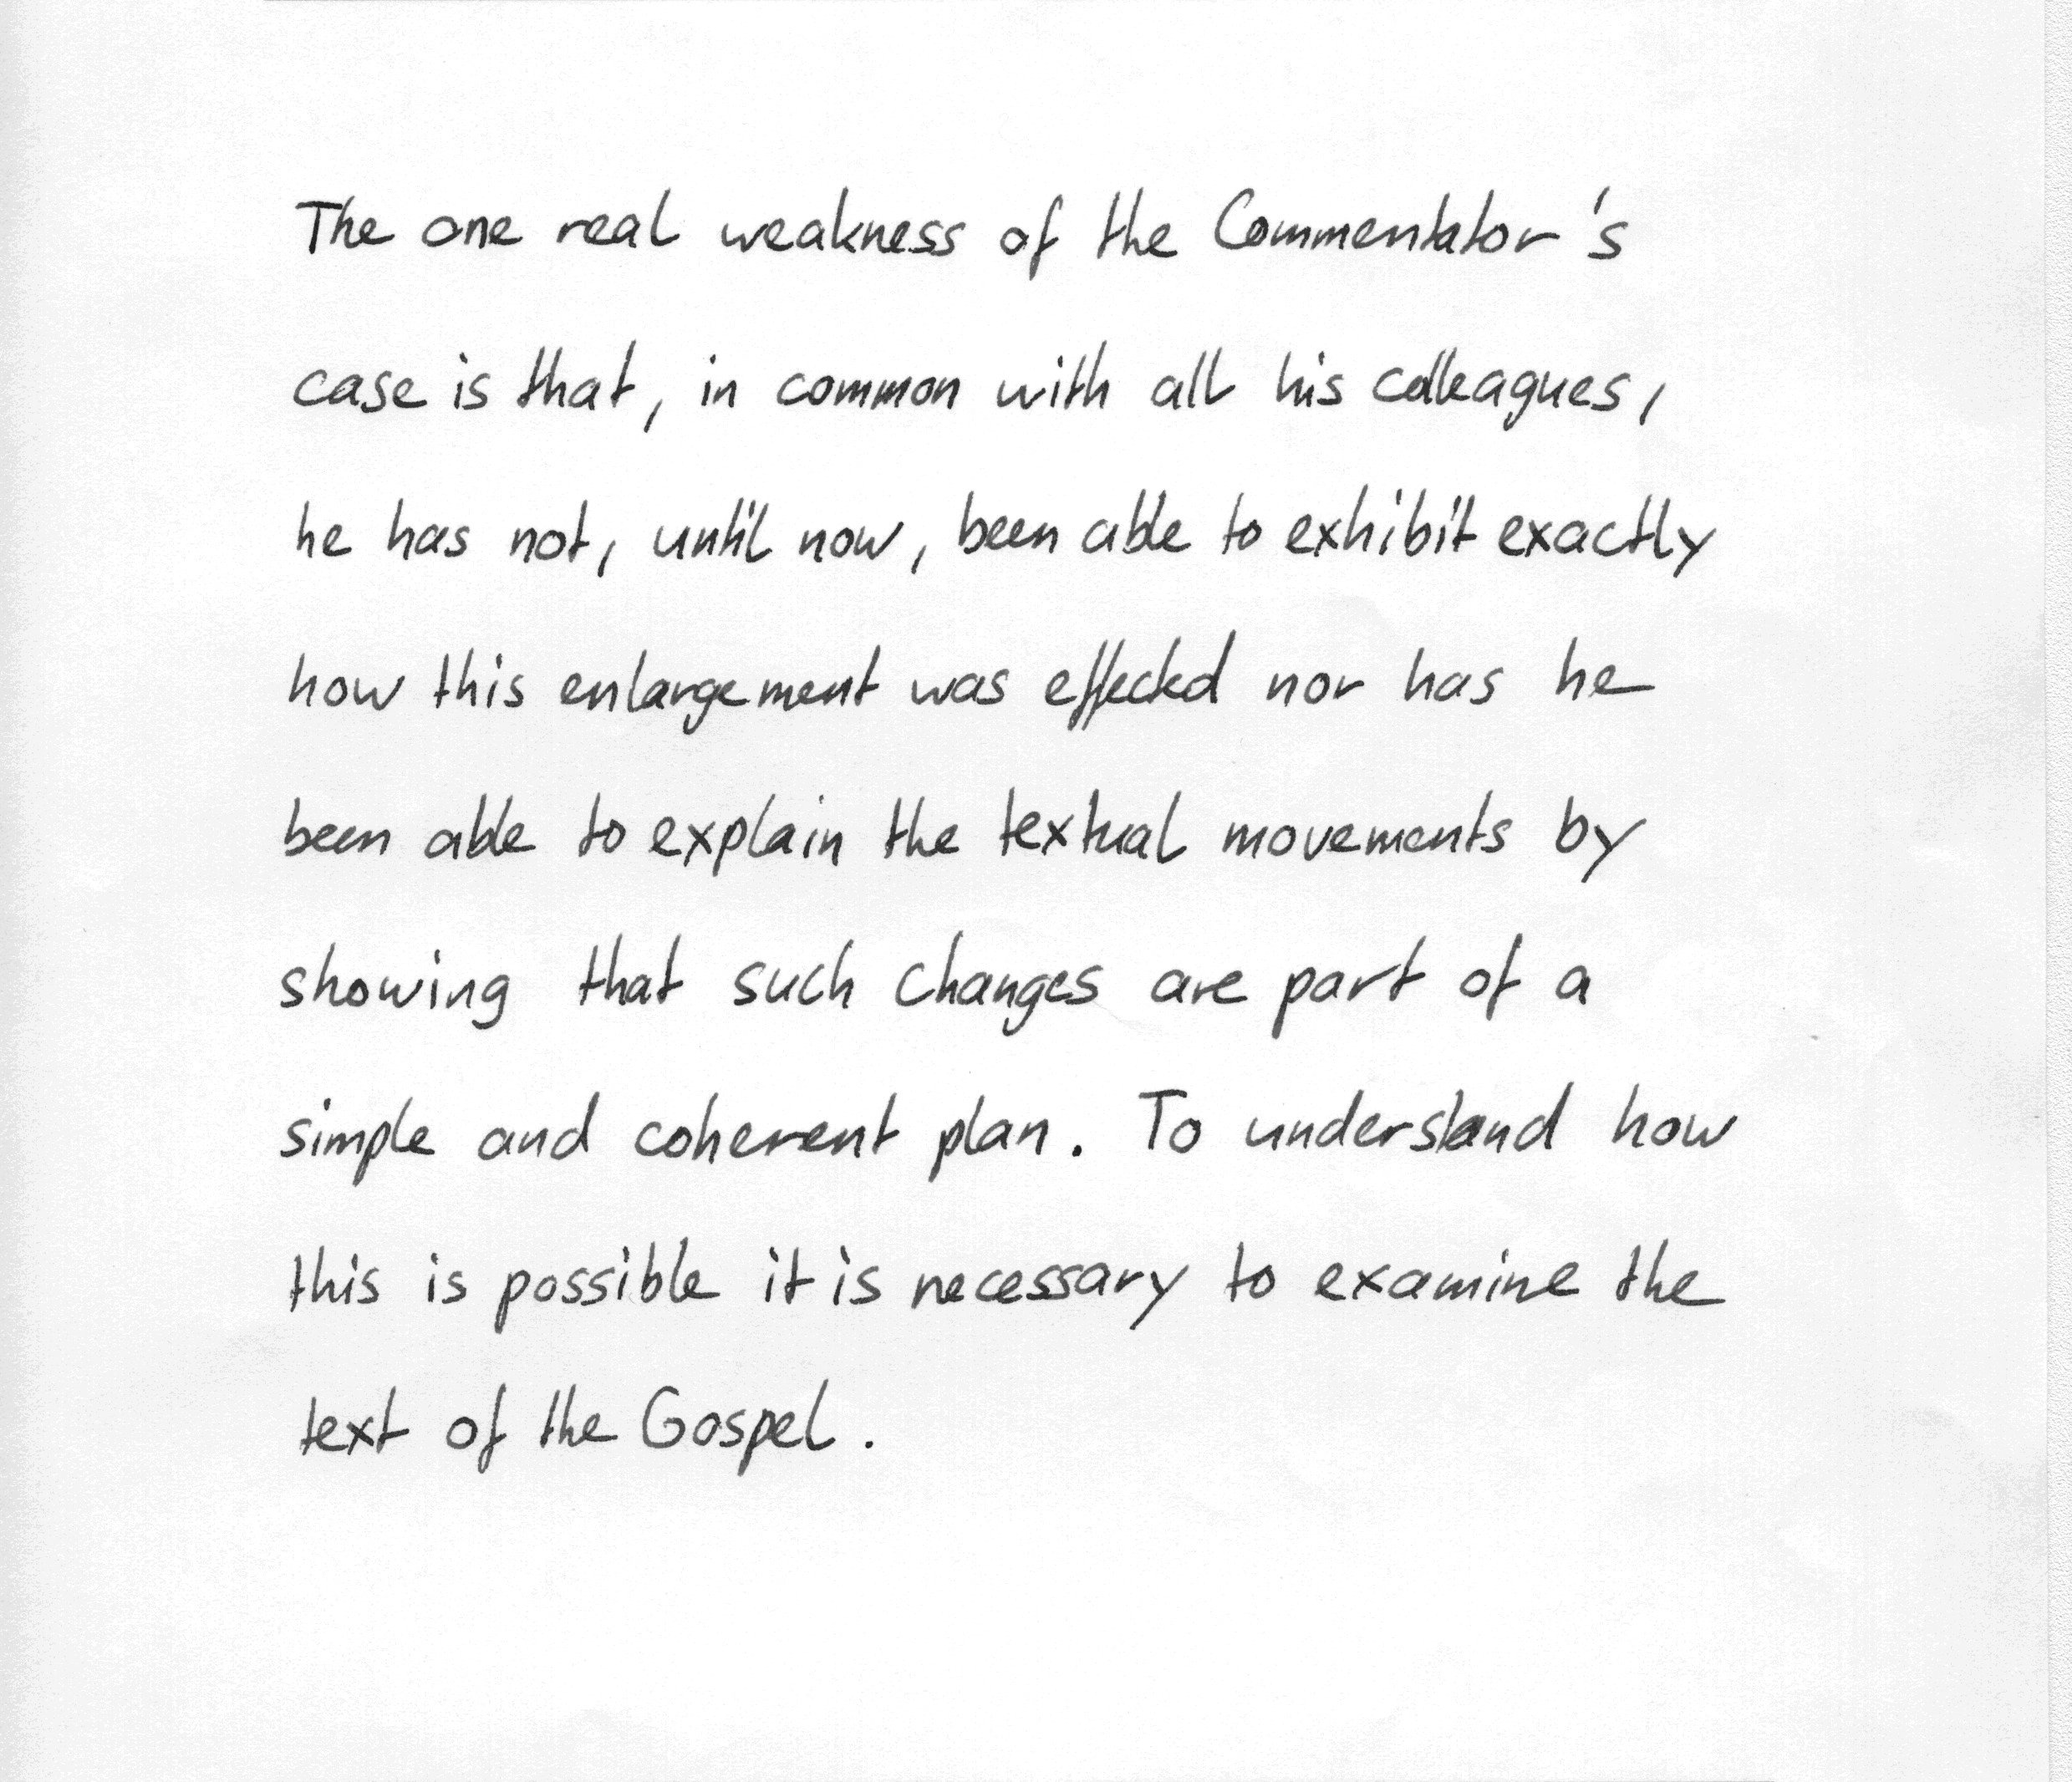 The one real weakness of the Commentator's
case is that, in common with all his colleagues,
he has not, until now, been able to exhibit exactly
how this enlargement was effected nor has he
been able to explain the textual movements by
showing that such changes are part of a
simple and coherent plan. To understand how
this is possible it is necessary to examine the
text of the Gospel.